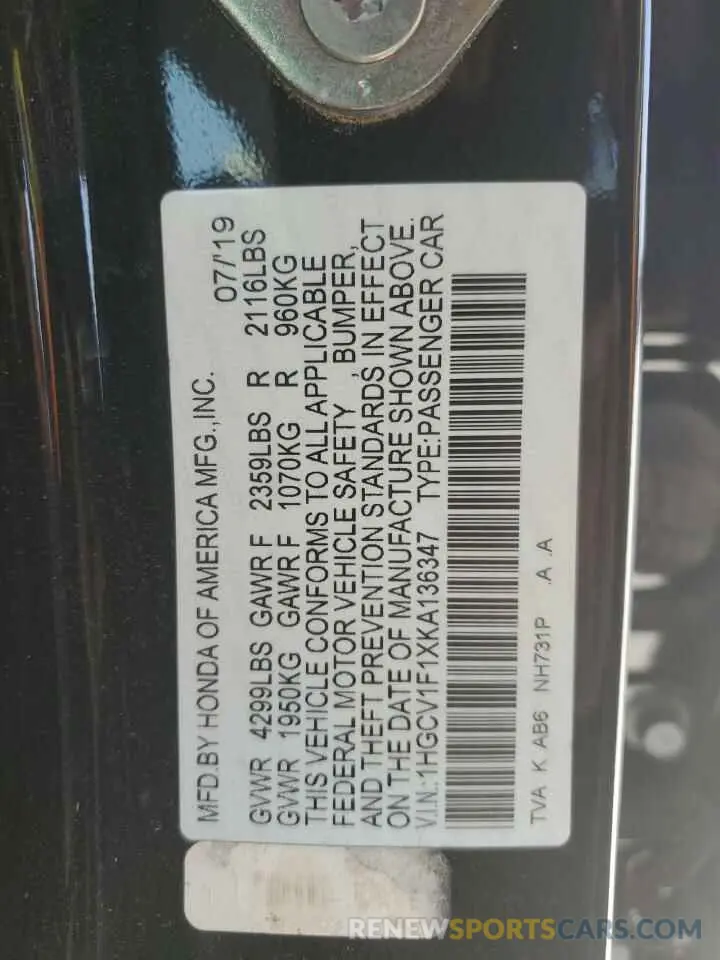 MFD.BY HONDA OF AMERICA MFG.,INC. 07/'19
GVWR 4299LBS GAWR F 2359LBS R 2116LBS
GVWR 1950KG GAWR F 1070KG R 960KG
THIS VEHICLE CONFORMS TO ALL APPLICABLE
FEDERAL MOTOR VEHICLE SAFETY , BUMPER,
AND THEFT PREVENTION STANDARDS IN EFFECT
ON THE DATE OF MANUFACTURE SHOWN ABOVE.
V.I.N.:1HGCV1F1XKA136347 TYPE:PASSENGER CAR
TVA K AB6 NH731P .A .A
RENEWSPORTSCARS.COM